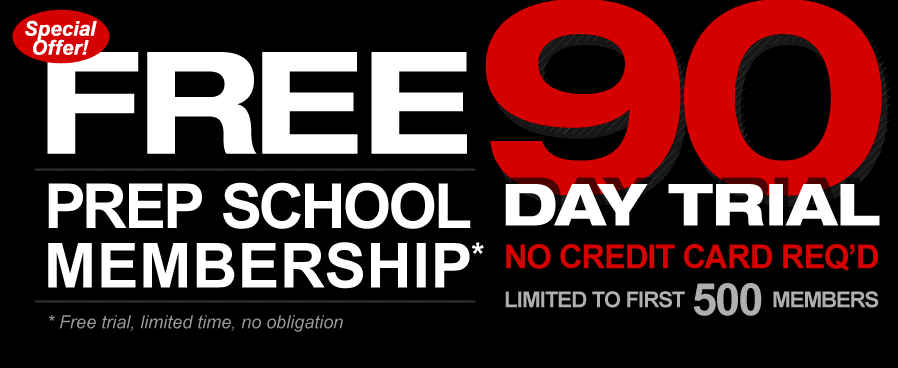 Special
Offer!
FREE
PREP SCHOOL
MEMBERSHIP*
* Free trial, limited time, no obligation
90
DAY TRIAL
NO CREDIT CARD REQ'D
LIMITED TO FIRST 500 MEMBERS